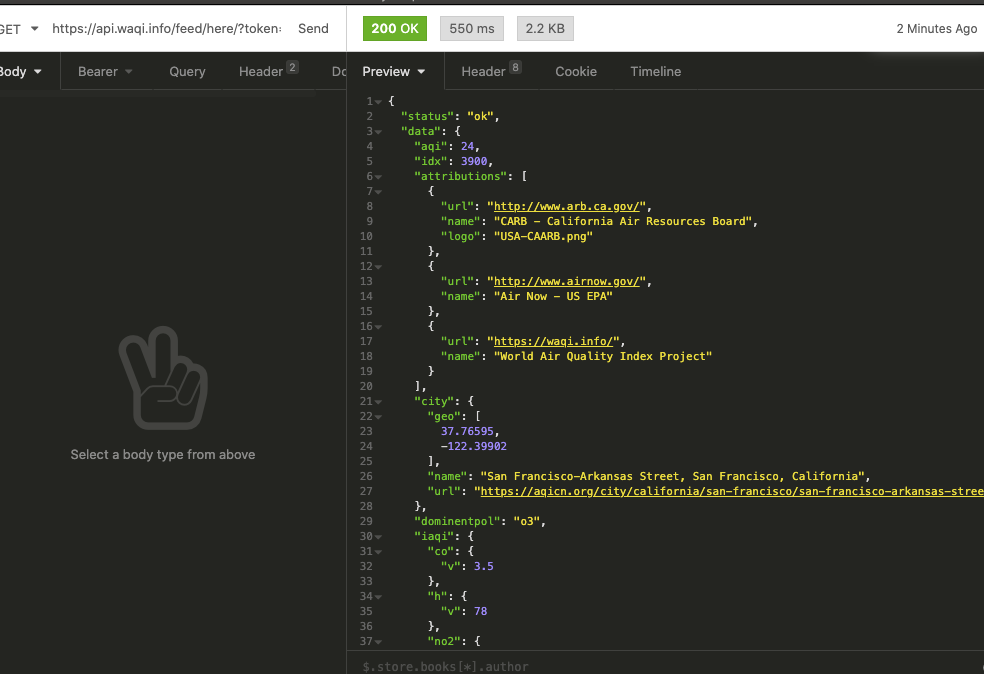 GET https://api.waqi.info/feed/here/?token: Send 200 OK 550 ms 2.2 KB 2 Minutes Ago
Body Bearer Query Header 2 Do Preview Header 8 Cookie Timeline
1 {
2 "status": "ok",
3 "data": {
4 "aqi": 24,
5 "idx": 3900,
6 "attributions": [
7 {
8 "url": "http://www.arb.ca.gov/",
9 "name": "CARB - California Air Resources Board",
10 "logo": "USA-CAARB.png"
11 },
12 {
13 "url": "http://www.airnow.gov/",
14 "name": "Air Now - US EPA"
15 },
16 {
17 "url": "https://waqi.info/",
18 "name": "World Air Quality Index Project"
19 }
20 ],
21 "city": {
22 "geo": [
23 37.76595,
24 -122.39902
25 ],
26 "name": "San Francisco-Arkansas Street, San Francisco, California",
27 "url": "https://aqicn.org/city/california/san-francisco/san-francisco-arkansas-stree
28 },
29 "dominentpol": "o3",
30 "iaqi": {
31 "co": {
32 "v": 3.5
33 },
34 "h": {
35 "v": 78
36 },
37 "no2": {
Select a body type from above
$.store.books[*].author